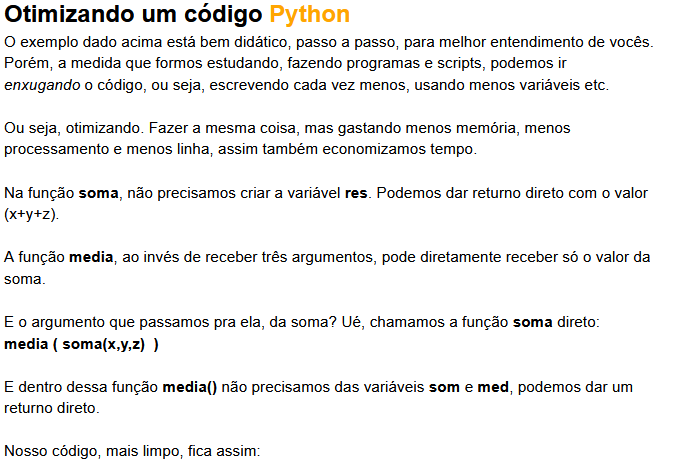 Otimizando um código Python
O exemplo dado acima está bem didático, passo a passo, para melhor entendimento de vocês.
Porém, a medida que formos estudando, fazendo programas e scripts, podemos ir
enxugando o código, ou seja, escrevendo cada vez menos, usando menos variáveis etc.
Ou seja, otimizando. Fazer a mesma coisa, mas gastando menos memória, menos
processamento e menos linha, assim também economizamos tempo.
Na função soma, não precisamos criar a variável res. Podemos dar returno direto com o valor
(x+y+z).
A função media, ao invés de receber três argumentos, pode diretamente receber só o valor da
soma.
E o argumento que passamos pra ela, da soma? Ué, chamamos a função soma direto:
media ( soma(x,y,z)  )
E dentro dessa função media() não precisamos das variáveis som e med, podemos dar um
returno direto.
Nosso código, mais limpo, fica assim: